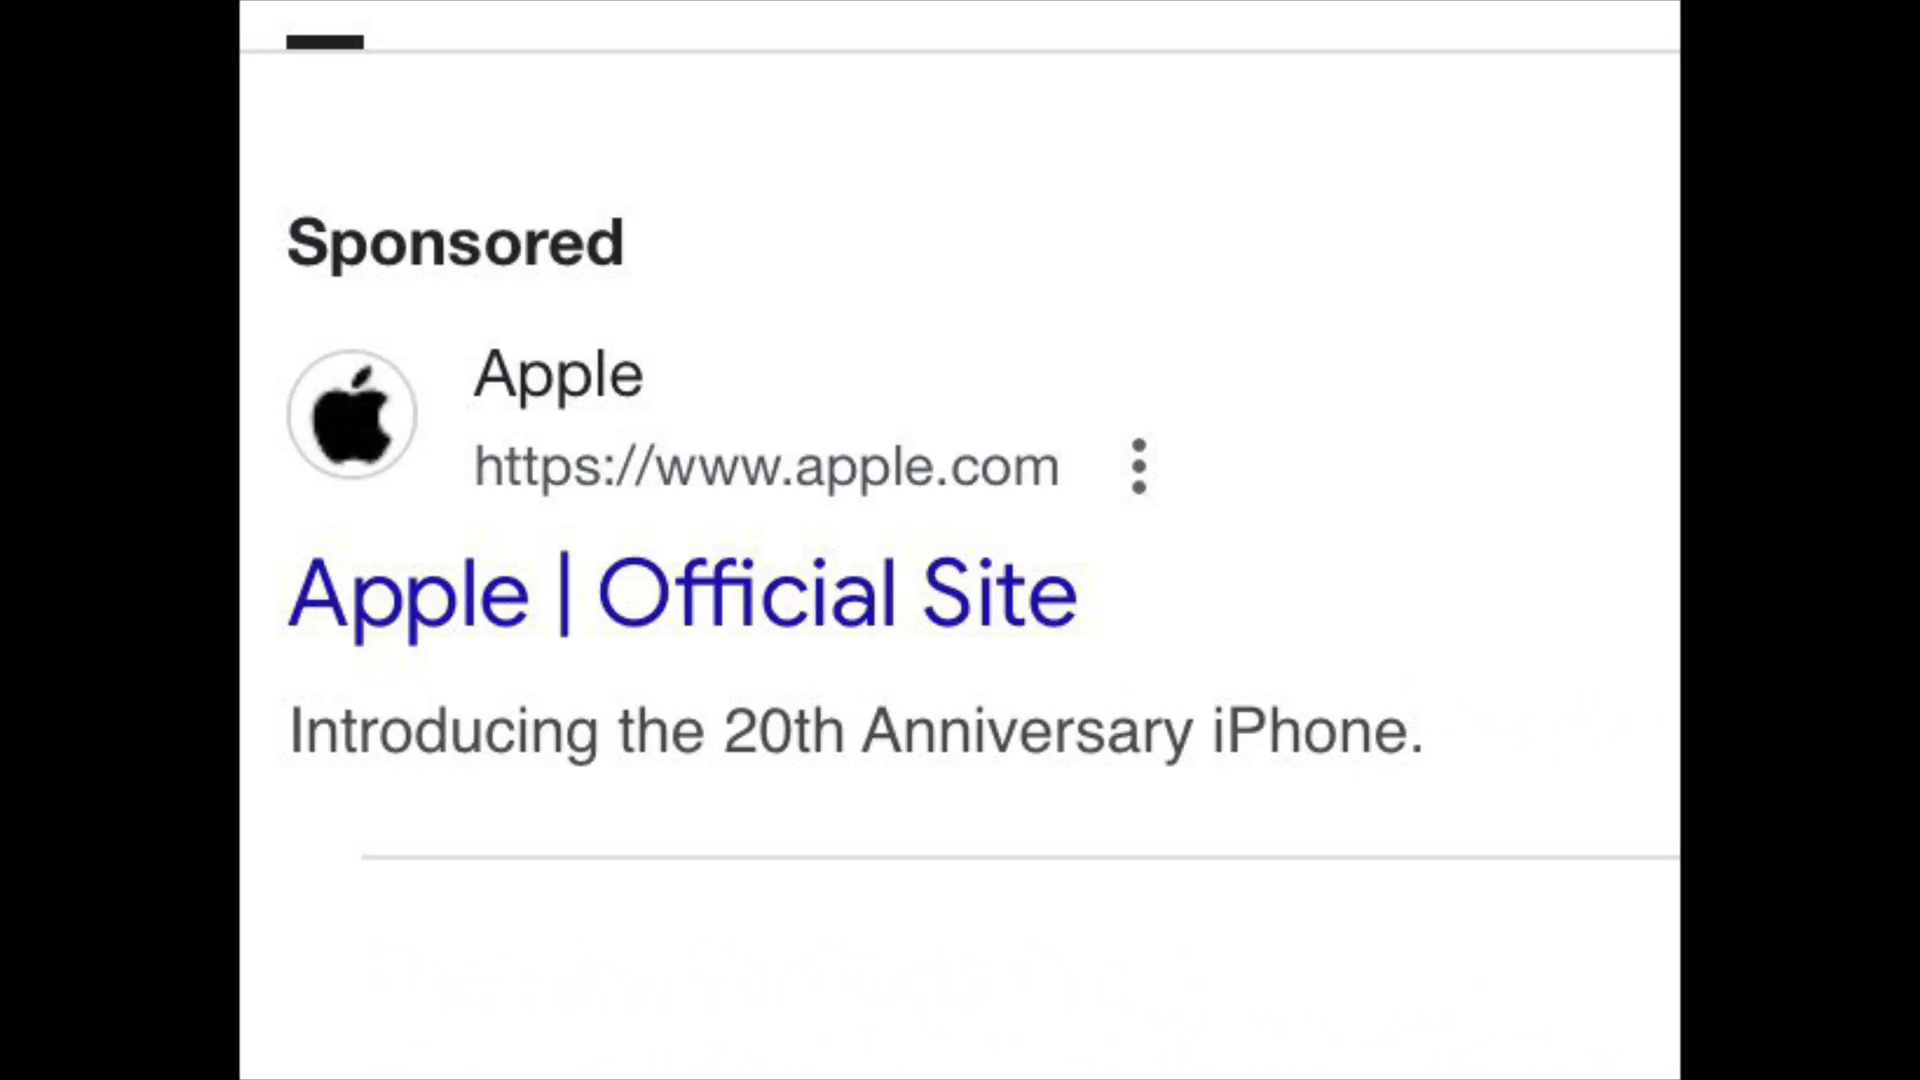 Sponsored
Apple
https://www.apple.com
Apple | Official Site
Introducing the 20th Anniversary iPhone.